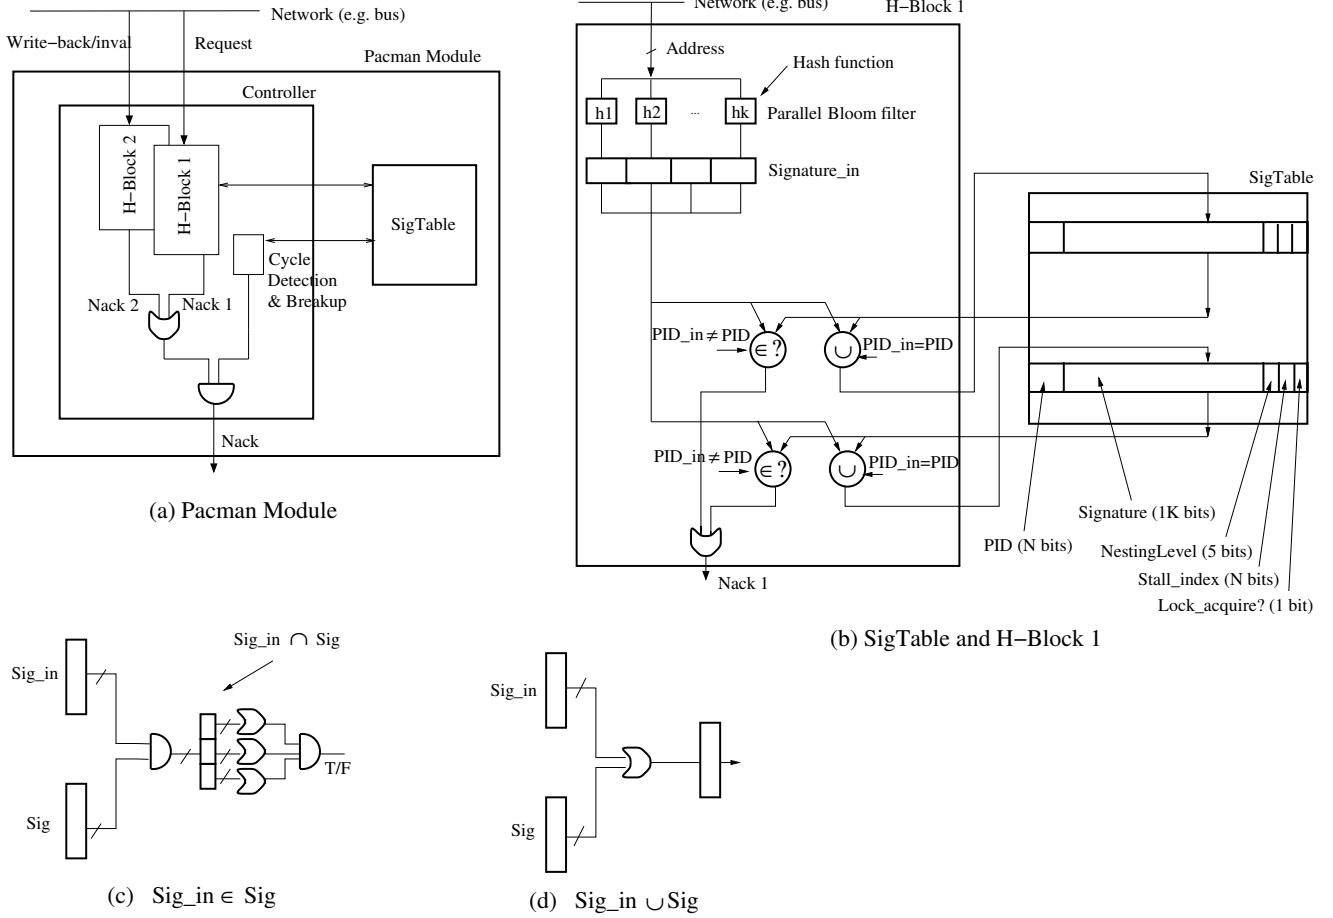 Network (e.g. bus)
Write−back/inval
Request
Pacman Module
Controller
H−Block 2
H−Block 1
SigTable
Cycle
Detection
& Breakup
Nack 2
Nack 1
Nack
(a) Pacman Module
Network (e.g. bus)
H−Block 1
Address
Hash function
h1
h2
...
hk
Parallel Bloom filter
Signature_in
SigTable
PID_in ≠ PID
∈ ?
∪
PID_in=PID
PID_in ≠ PID
∈ ?
∪
PID_in=PID
Signature (1K bits)
PID (N bits)
NestingLevel (5 bits)
Stall_index (N bits)
Lock_acquire? (1 bit)
Nack 1
(b) SigTable and H−Block 1
Sig_in ∩ Sig
Sig_in
Sig
T/F
(c) Sig_in ∈ Sig
Sig_in
Sig
(d) Sig_in ∪ Sig